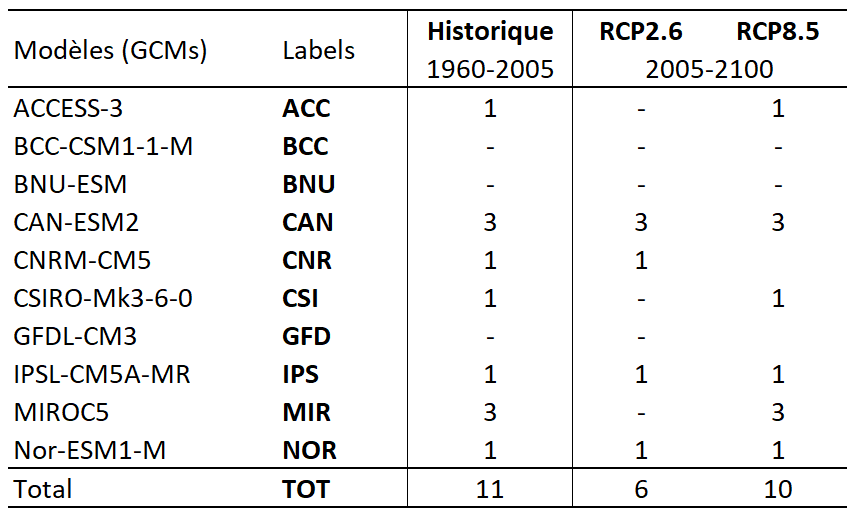 Modèles (GCMs) Labels Historique RCP2.6 RCP8.5
1960-2005 2005-2100
ACCESS-3 ACC 1 - 1
BCC-CSM1-1-M BCC - - -
BNU-ESM BNU - - -
CAN-ESM2 CAN 3 3 3
CNRM-CM5 CNR 1 1
CSIRO-Mk3-6-0 CSI 1 - 1
GFDL-CM3 GFD - -
IPSL-CM5A-MR IPS 1 1 1
MIROC5 MIR 3 - 3
Nor-ESM1-M NOR 1 1 1
Total TOT 11 6 10